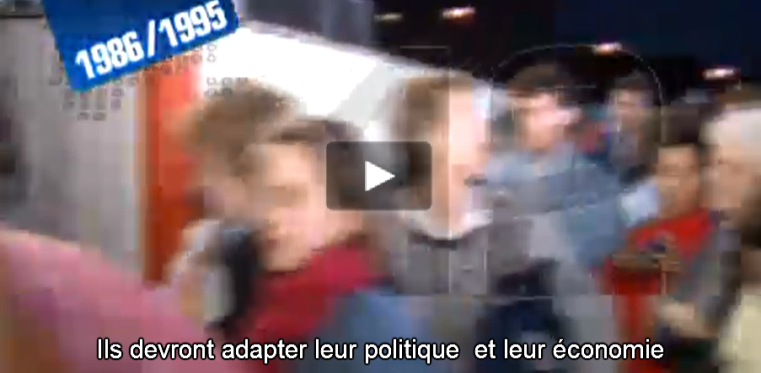 1986/1995
Ils devront adapter leur politique et leur économie